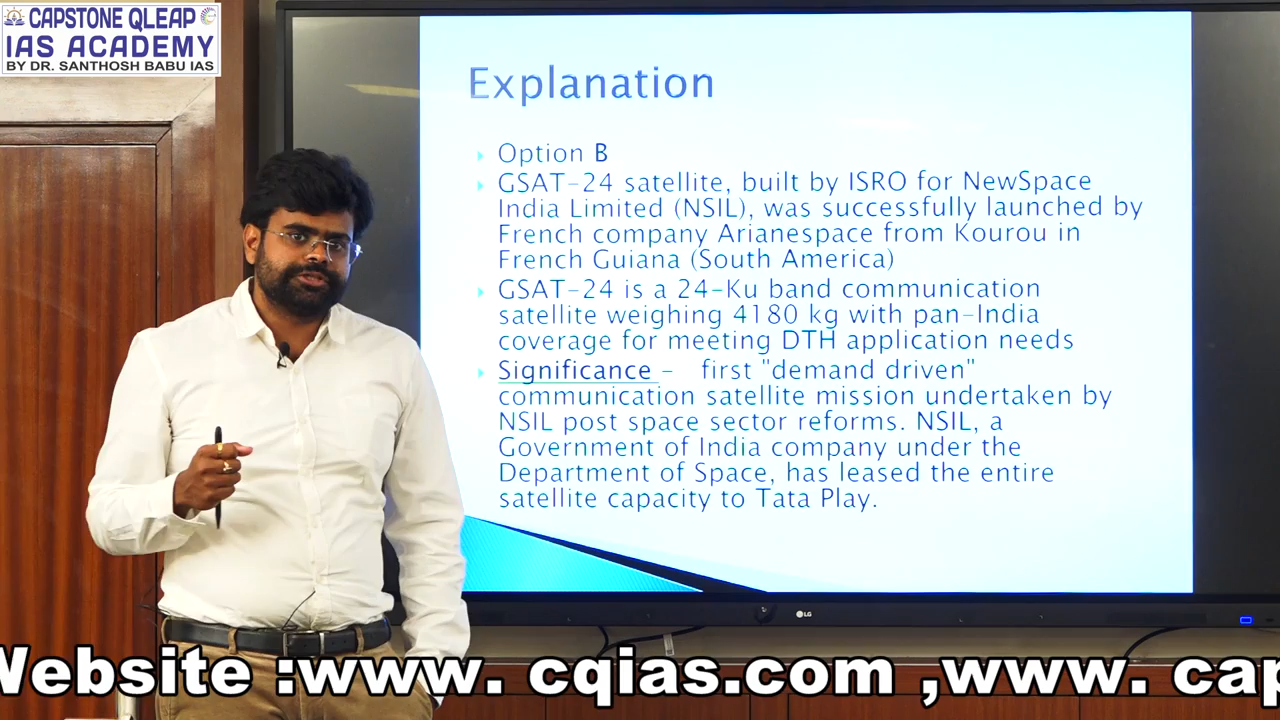 CAPSTONE QLEAP
IAS ACADEMY
BY DR. SANTHOSH BABU IAS
Explanation
Option B
GSAT-24 satellite, built by ISRO for NewSpace
India Limited (NSIL), was successfully launched by
French company Arianespace from Kourou in
French Guiana (South America)
GSAT-24 is a 24-Ku band communication
satellite weighing 4180 kg with pan-India
coverage for meeting DTH application needs
Significance - first "demand driven"
communication satellite mission undertaken by
NSIL post space sector reforms. NSIL, a
Government of India company under the
Department of Space, has leased the entire
satellite capacity to Tata Play.
LG
Website :www. cqias.com ,www. cap